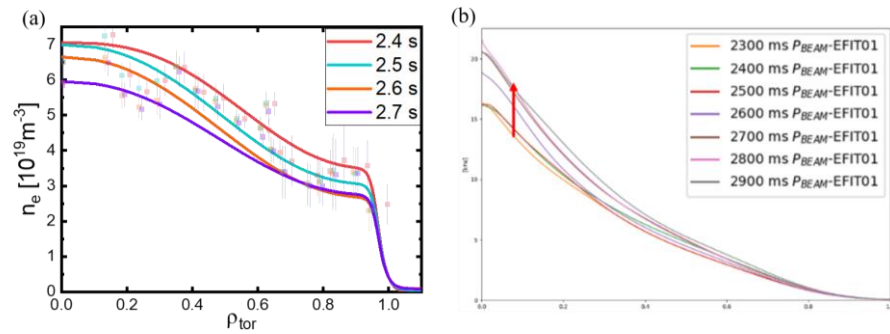 (a)
2.4 s
2.5 s
2.6 s
2.7 s
7
6
5
4
3
2
1
0
n_e [10^19 m^-3]
0.0 0.2 0.4 0.6 0.8 1.0
ρ_tor
(b)
2300 ms P_BEAM-EFIT01
2400 ms P_BEAM-EFIT01
2500 ms P_BEAM-EFIT01
2600 ms P_BEAM-EFIT01
2700 ms P_BEAM-EFIT01
2800 ms P_BEAM-EFIT01
2900 ms P_BEAM-EFIT01
20
15
10
5
0
[kPa]
0.0 0.2 0.4 0.6 0.8 1.0